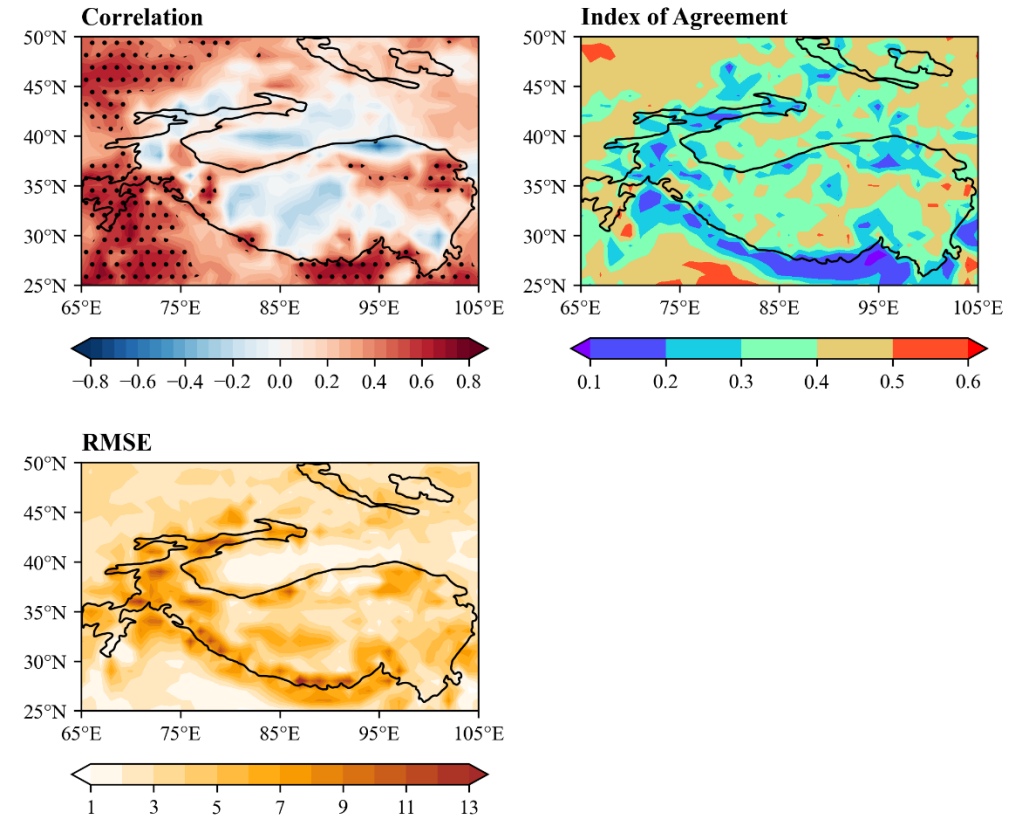 Correlation
50°N
45°N
40°N
35°N
30°N
25°N
65°E 75°E 85°E 95°E 105°E
−0.8 −0.6 −0.4 −0.2 0.0 0.2 0.4 0.6 0.8
Index of Agreement
50°N
45°N
40°N
35°N
30°N
25°N
65°E 75°E 85°E 95°E 105°E
0.1 0.2 0.3 0.4 0.5 0.6
RMSE
50°N
45°N
40°N
35°N
30°N
25°N
65°E 75°E 85°E 95°E 105°E
1 3 5 7 9 11 13